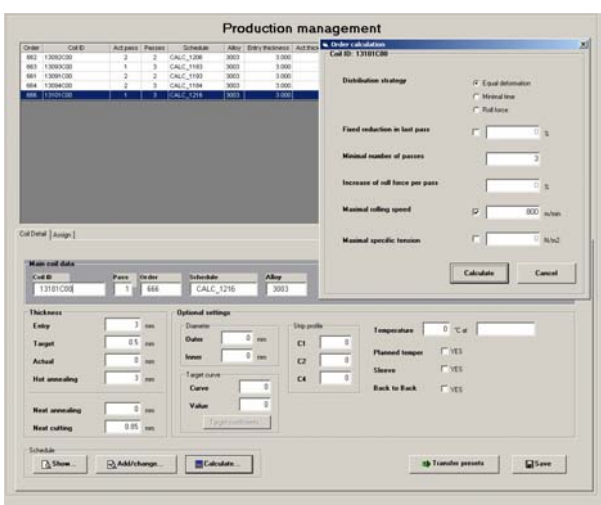 Production management
Order Coil ID Act.pass Passes Schedule Alloy Entry thickness Act.thick
662 13092C00 2 2 CALC_1208 3003 3.000
663 13093C00 1 3 CALC_1183 3003 3.000
661 13091C00 2 2 CALC_1193 3003 3.000
664 13094C00 2 2 CALC_1184 3003 3.000
666 13101C00 1 3 CALC_1216 3003 3.000
Order calculation
Coil ID: 13101C00
Distribution strategy
Equal deformation
Minimal time
Roll force
Fixed reduction in last pass 0 %
Minimal number of passes 3
Increase of roll force per pass 0 %
Maximal rolling speed 800 m/min
Maximal specific tension 0 N/m2
Calculate Cancel
Coil Detail Assign
Main coil data
Coil ID Pass Order Schedule Alloy
13101C00 1 666 CALC_1216 3003
Thickness
Entry 3 mm
Target 0.5 mm
Actual 0 mm
Hot annealing 3 mm
Next annealing 0 mm
Next cutting 0.85 mm
Optional settings
Diameter
Outer 0 mm
Inner 0 mm
Target curve
Curve 0
Value 0
Target coefficients...
Strip profile
C1 0
C2 0
C4 0
Temperature 0 °C at
Planned temper YES
Sleeve YES
Back to Back YES
Schedule
Show... Add/change... Calculate... Transfer presets Save